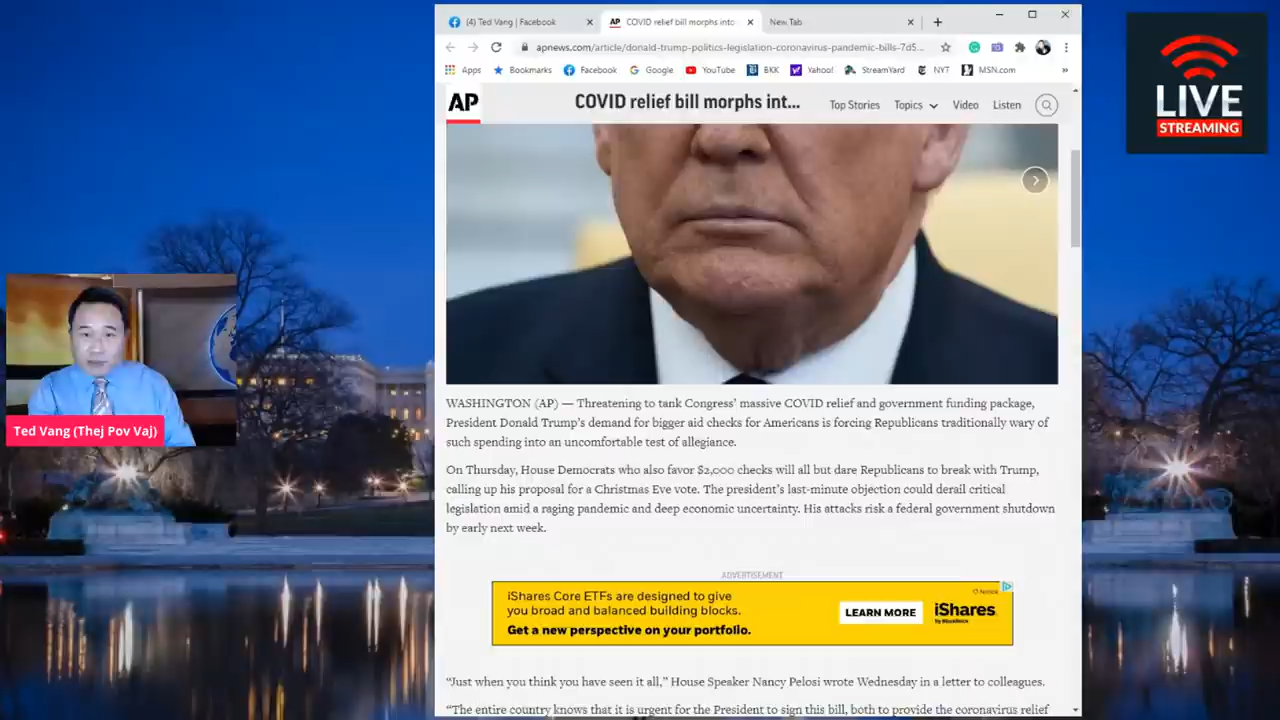 (4) Ted Vang | Facebook
COVID relief bill morphs into
New Tab
apnews.com/article/donald-trump-politics-legislation-coronavirus-pandemic-bills-7d5...
Apps
Bookmarks
Facebook
Google
YouTube
BKK
Yahoo!
StreamYard
NYT
MSN.com
»
AP
COVID relief bill morphs int...
Top Stories
Topics
Video
Listen
LIVE
STREAMING
Ted Vang (Thej Pov Vaj)
WASHINGTON (AP) — Threatening to tank Congress’ massive COVID relief and government funding package,
President Donald Trump’s demand for bigger aid checks for Americans is forcing Republicans traditionally wary of
such spending into an uncomfortable test of allegiance.
On Thursday, House Democrats who also favor $2,000 checks will all but dare Republicans to break with Trump,
calling up his proposal for a Christmas Eve vote. The president’s last-minute objection could derail critical
legislation amid a raging pandemic and deep economic uncertainty. His attacks risk a federal government shutdown
by early next week.
ADVERTISEMENT
iShares Core ETFs are designed to give
you broad and balanced building blocks.
Get a new perspective on your portfolio.
LEARN MORE
iShares
by BlackRock
“Just when you think you have seen it all,” House Speaker Nancy Pelosi wrote Wednesday in a letter to colleagues.
“The entire country knows that it is urgent for the President to sign this bill, both to provide the coronavirus relief